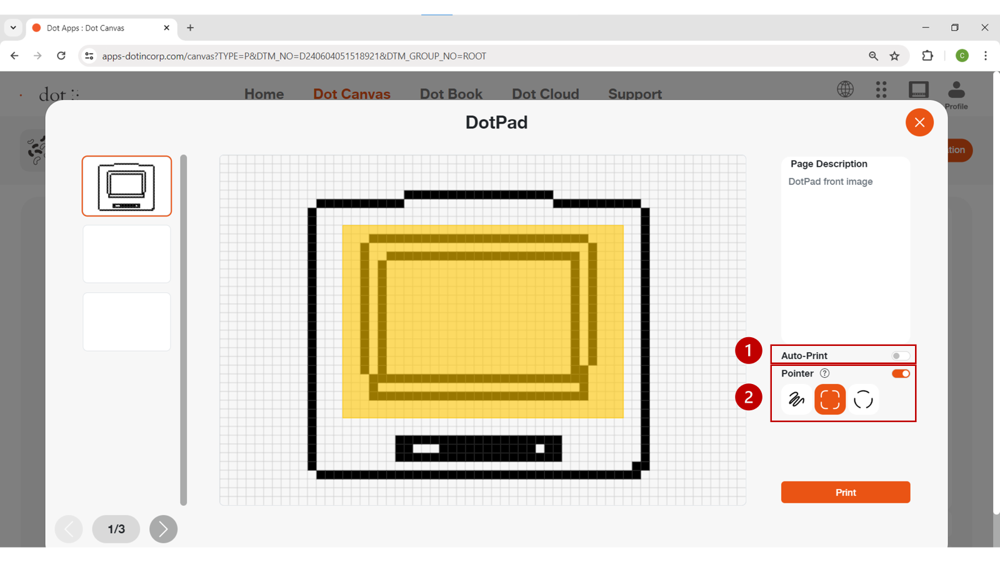 Dot Apps : Dot Canvas
apps-dotincorp.com/canvas?TYPE=P&DTM_NO=D240604051518921&DTM_GROUP_NO=ROOT
C
dot
Home Dot Canvas Dot Book Dot Cloud Support
Profile
DotPad
tion
Page Description
DotPad front image
1
Auto-Print
Pointer ?
2
Print
1/3